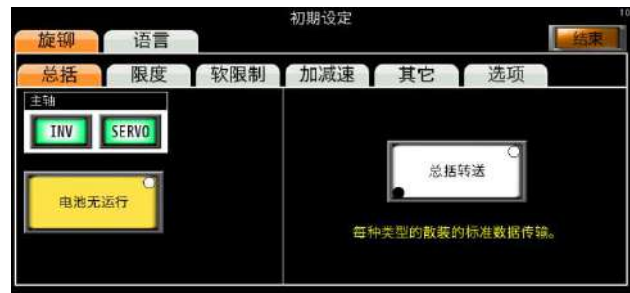 初期设定
10
旋铆 语言
结束
总括 限度 软限制 加减速 其它 选项
主轴
INV SERVO
总括转送
电池无运行
每种类型的散装的标准数据传输。